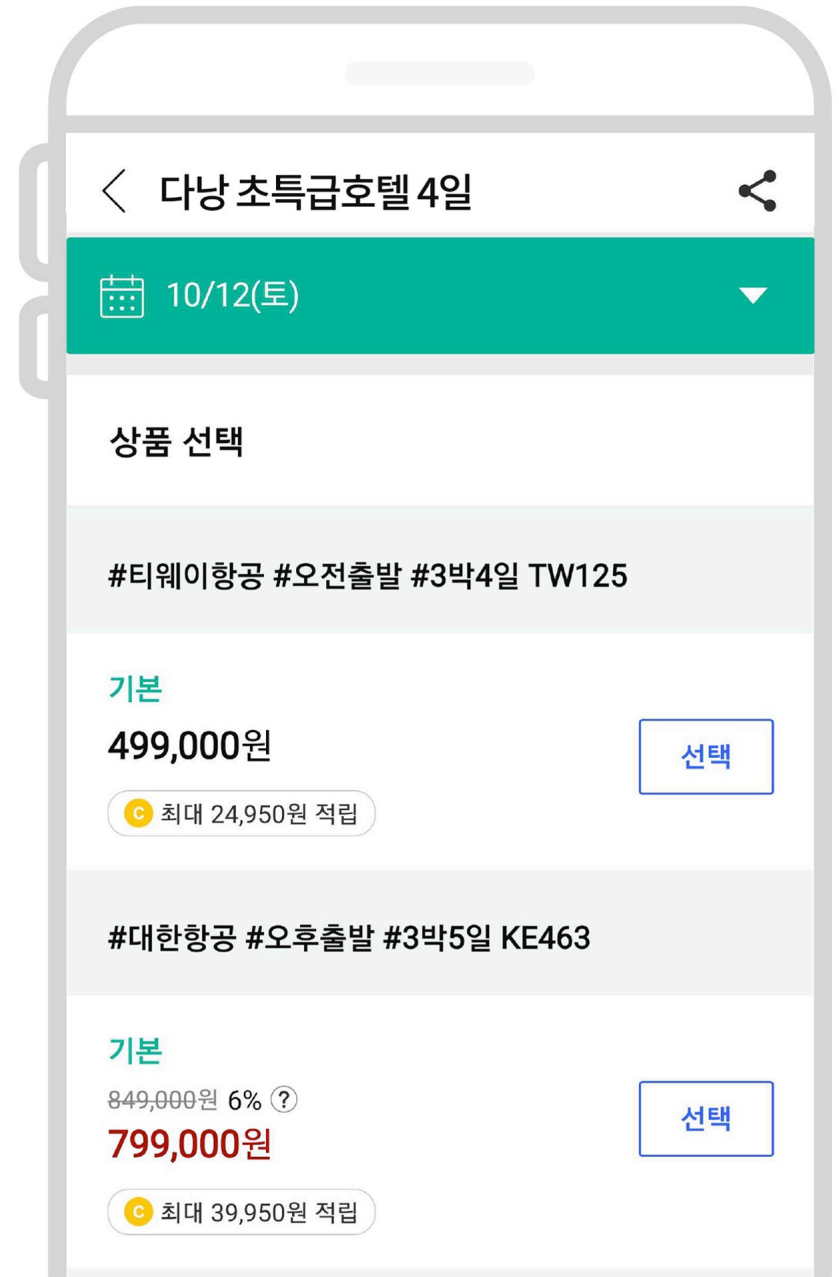 다낭 초특급호텔 4일
10/12(토)
상품 선택
#티웨이항공 #오전출발 #3박4일 TW125
기본
499,000원
선택
C 최대 24,950원 적립
#대한항공 #오후출발 #3박5일 KE463
기본
849,000원 6% ?
799,000원
선택
C 최대 39,950원 적립